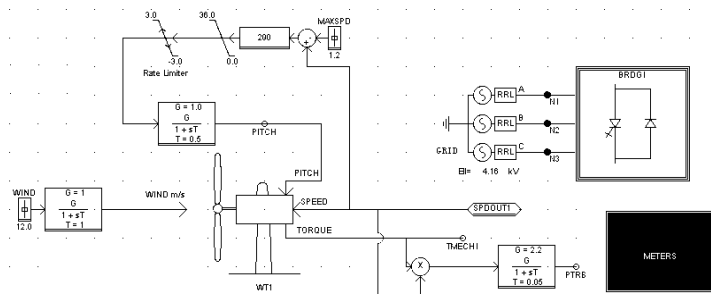 3.0
36.0
MAXSPD
200
+
-
1.2
-3.0
0.0
Rate Limiter
G = 1.0
G
1 + sT
T = 0.5
PITCH
BRDG1
RRL
A
N1
RRL
B
N2
GRID
RRL
C
N3
El= 4.16 kV
PITCH
WIND
12.0
G = 1
G
1 + sT
T = 1
WIND m/s
SPEED
SPDOUT1
TORQUE
TMECH1
WT1
X
G = 2.2
G
1 + sT
T = 0.05
PTRB
METERS